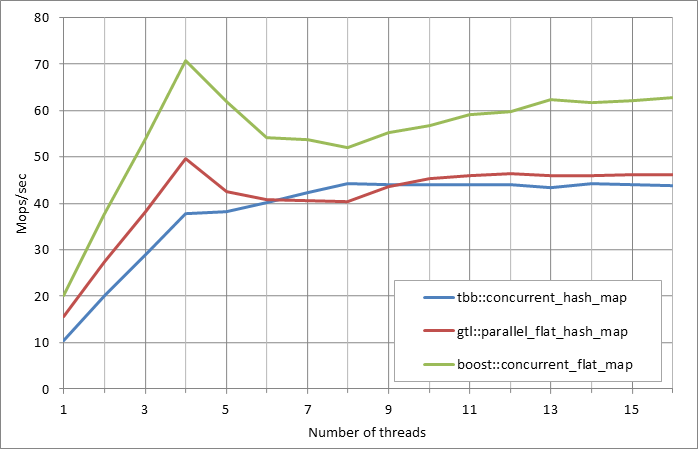 80
70
60
50
40
30
20
10
0
Mops/sec
tbb::concurrent_hash_map
gtl::parallel_flat_hash_map
boost::concurrent_flat_map
1 3 5 7 9 11 13 15
Number of threads